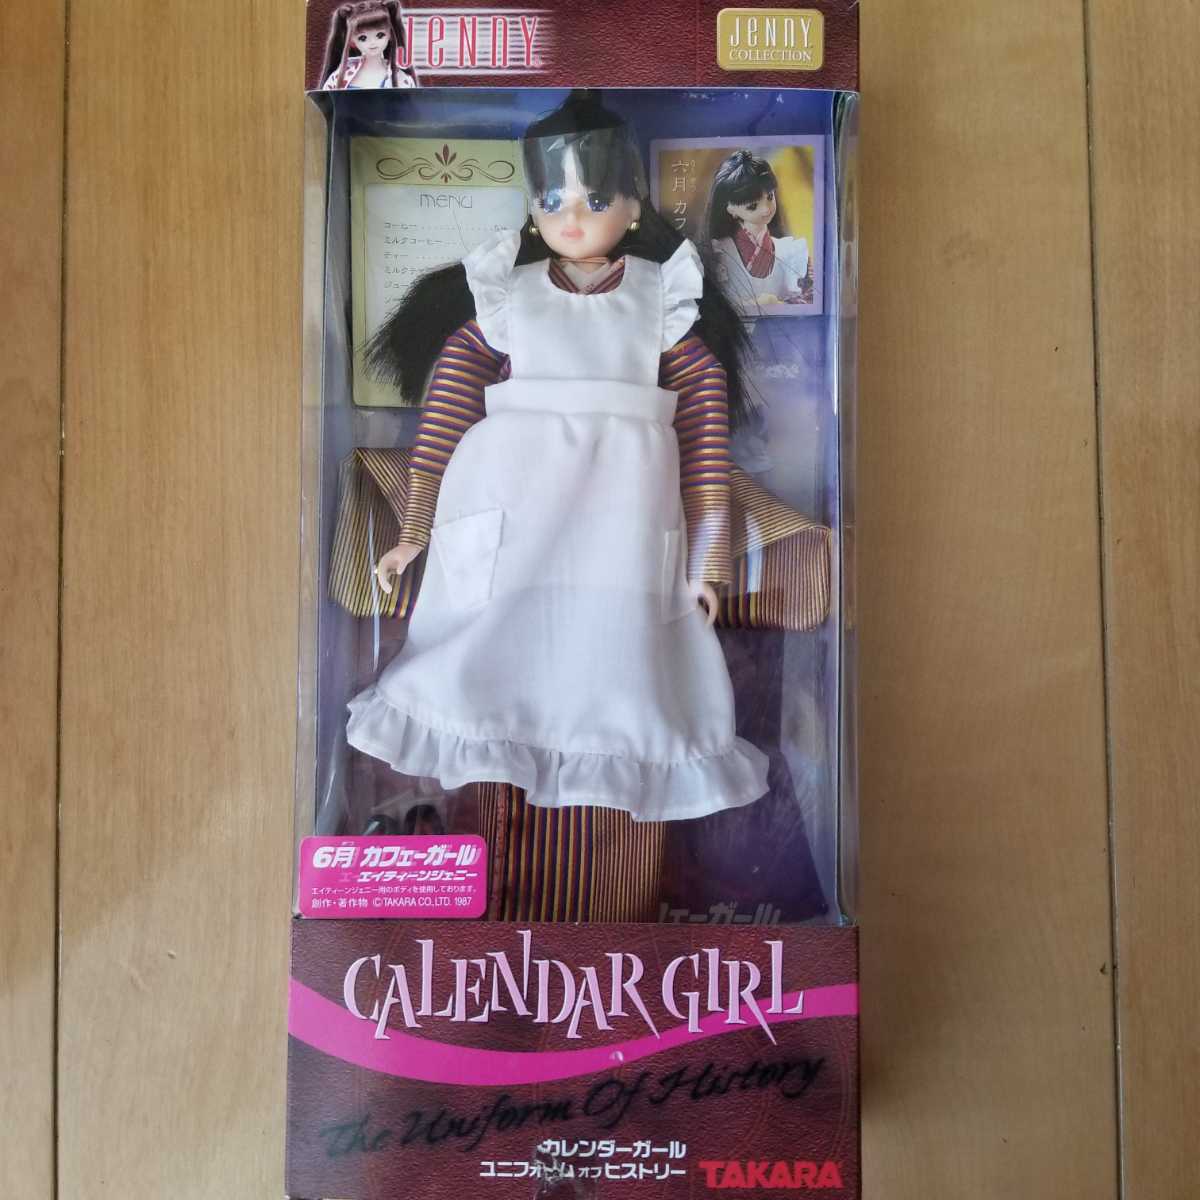 JENNY
JENNY
COLLECTION
MENU
コーヒー
ミルクコーヒー
ティー
六月 カフ
6月 カフェーガール
エイティーンジェニー
エイティーンジェニー用のボディを使用しております。
創作・著作物 ©TAKARA CO.,LTD. 1987
ェーガール
CALENDAR GIRL
The Uniform Of History
カレンダーガール
ユニフォーム オブ ヒストリー
TAKARA